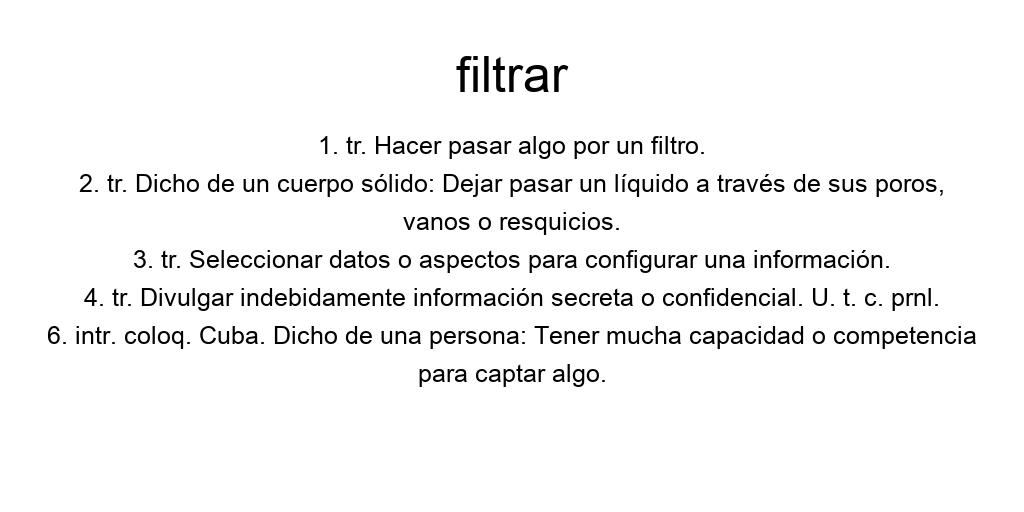 filtrar
1. tr. Hacer pasar algo por un filtro.
2. tr. Dicho de un cuerpo sólido: Dejar pasar un líquido a través de sus poros,
vanos o resquicios.
3. tr. Seleccionar datos o aspectos para configurar una información.
4. tr. Divulgar indebidamente información secreta o confidencial. U. t. c. prnl.
6. intr. coloq. Cuba. Dicho de una persona: Tener mucha capacidad o competencia
para captar algo.